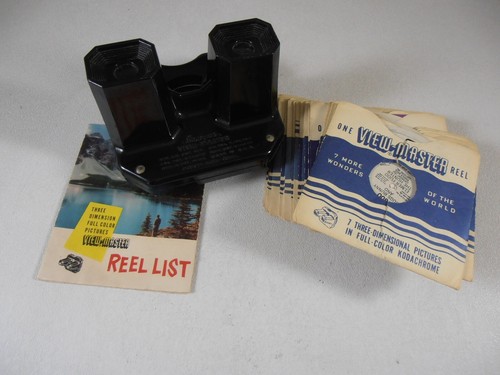 THREE
DIMENSION
FULL COLOR
PICTURES
VIEW-MASTER
REEL LIST
ONE VIEW-MASTER REEL
7 MORE
WONDERS
OF THE
WORLD
7 THREE-DIMENSIONAL PICTURES
IN FULL-COLOR KODACHROME